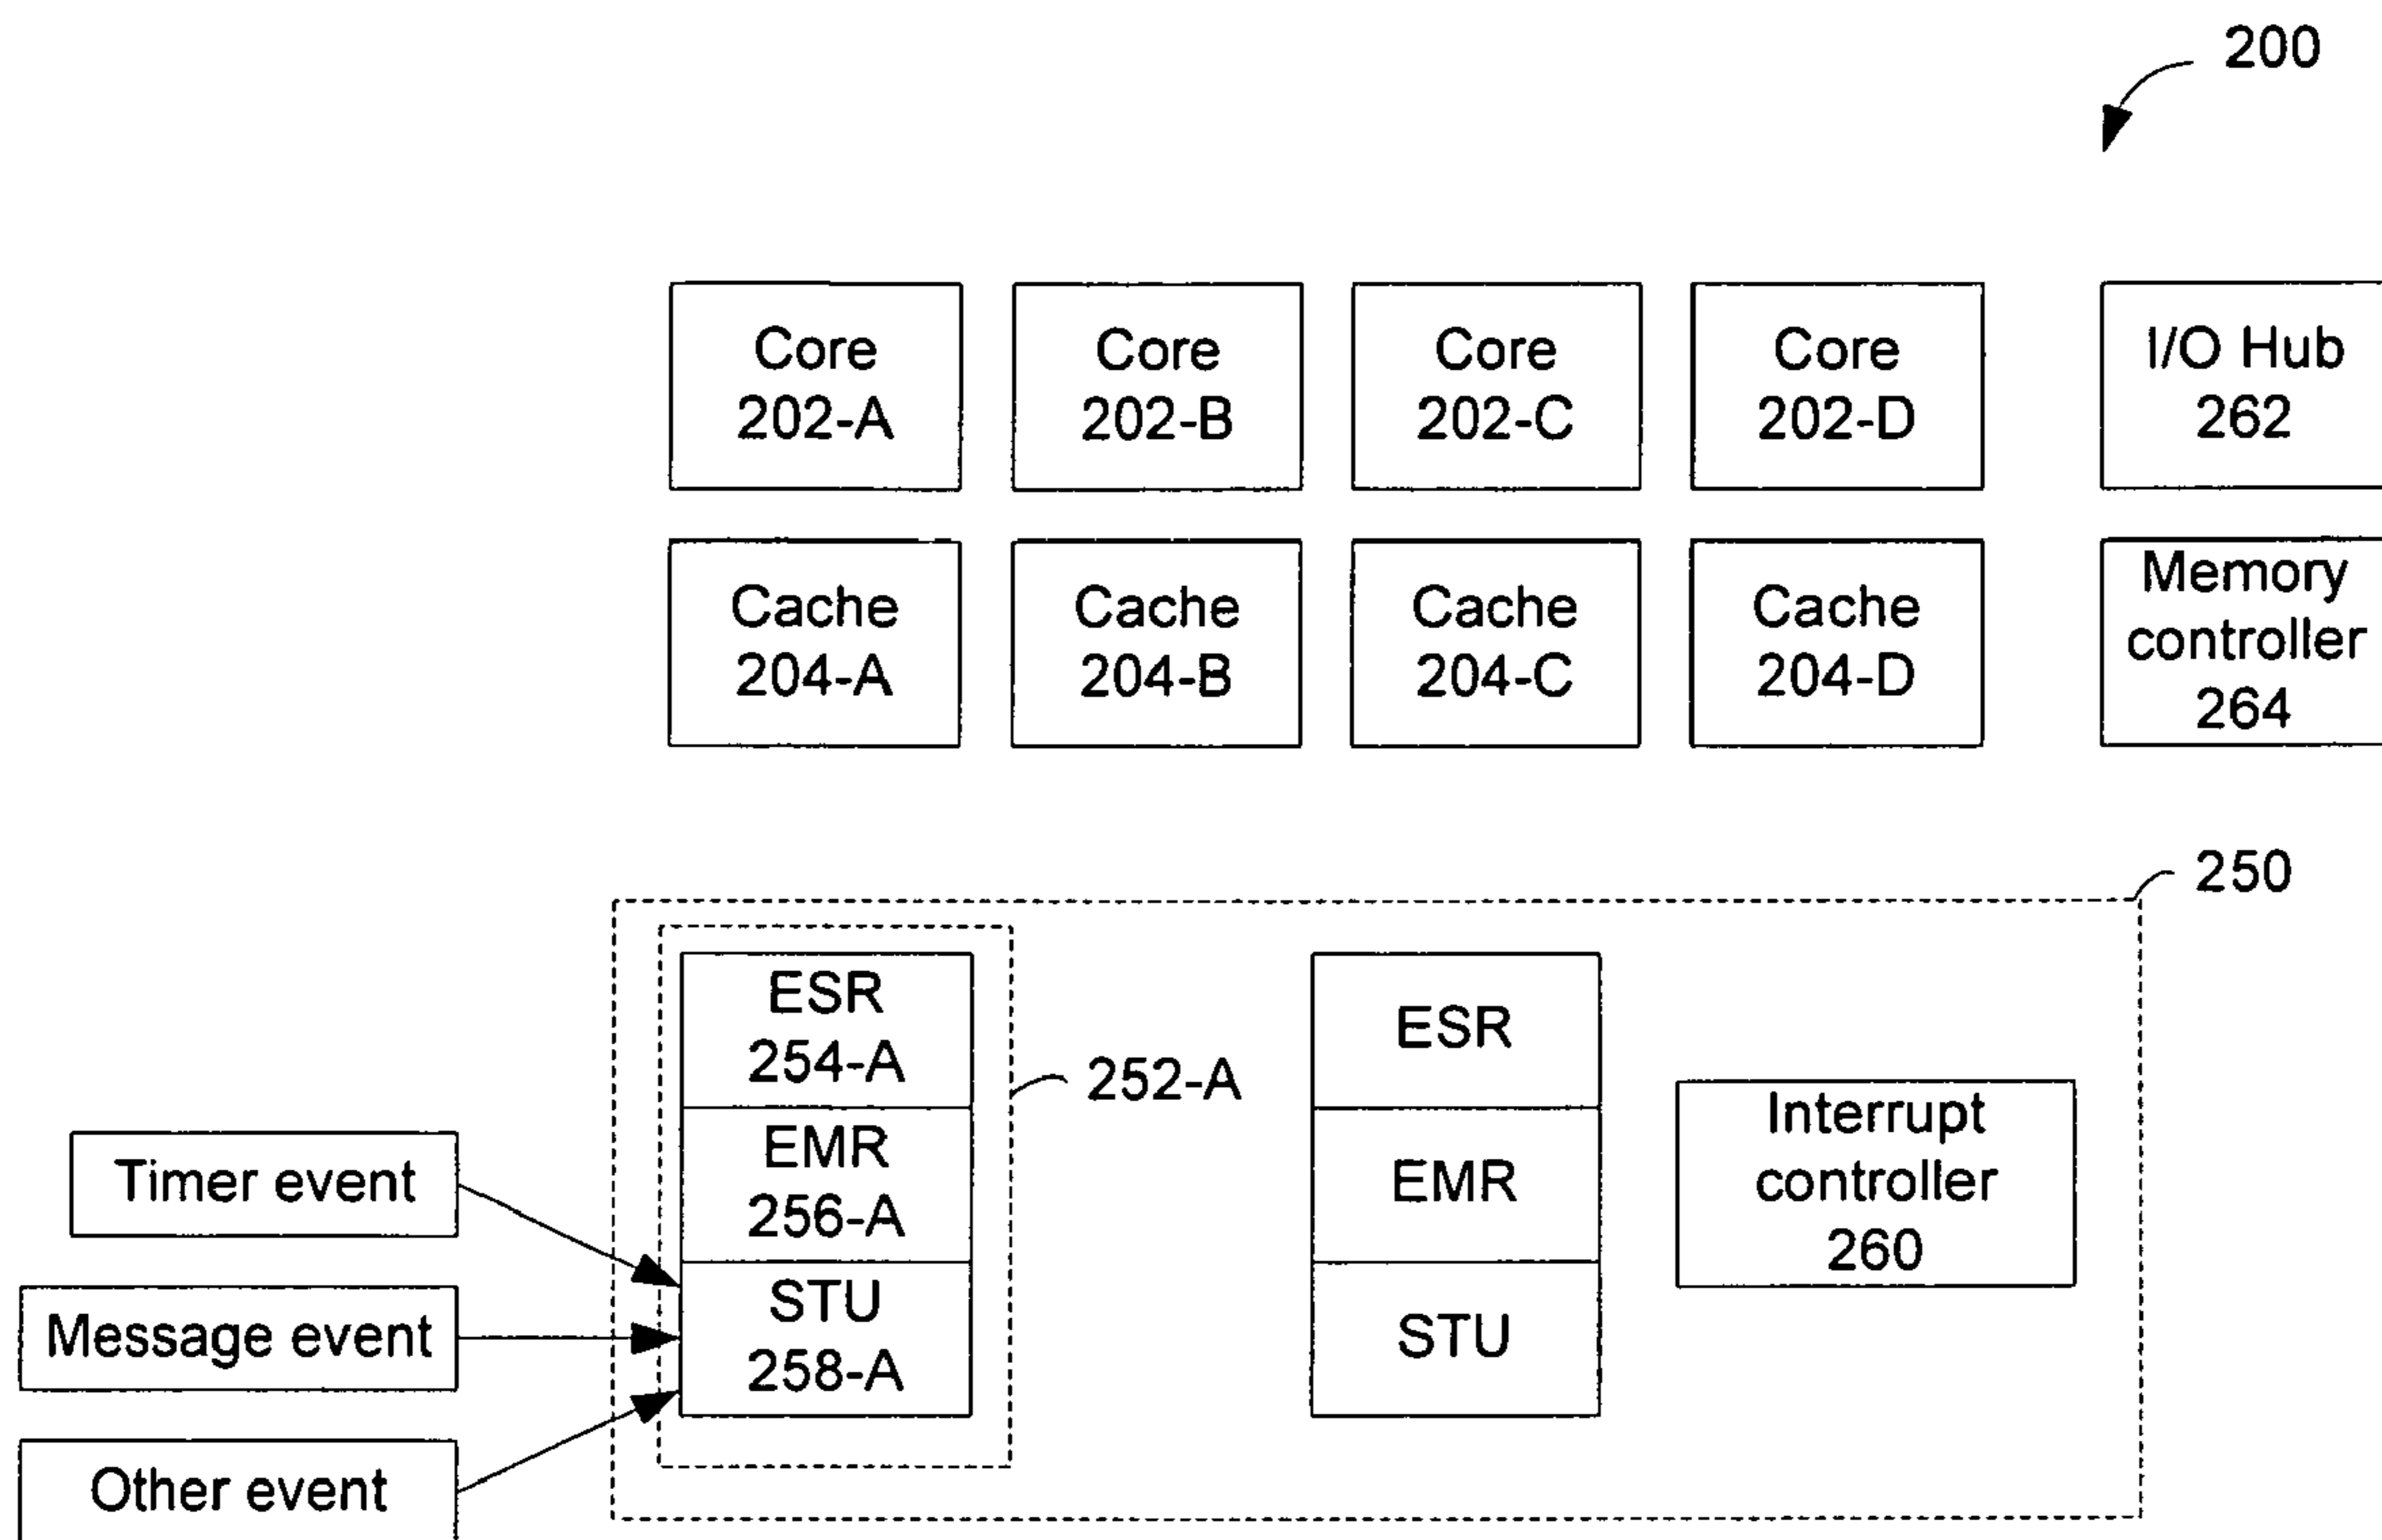 200
Core
202-A
Core
202-B
Core
202-C
Core
202-D
I/O Hub
262
Cache
204-A
Cache
204-B
Cache
204-C
Cache
204-D
Memory
controller
264
250
ESR
254-A
EMR
256-A
STU
258-A
252-A
ESR
EMR
STU
Interrupt
controller
260
Timer event
Message event
Other event